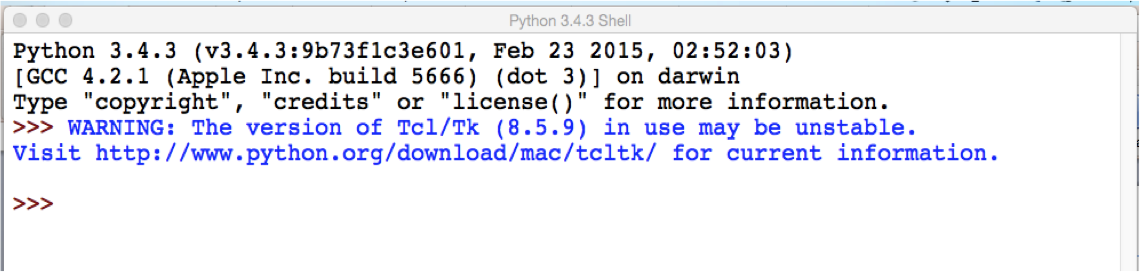 Python 3.4.3 Shell
Python 3.4.3 (v3.4.3:9b73f1c3e601, Feb 23 2015, 02:52:03)
[GCC 4.2.1 (Apple Inc. build 5666) (dot 3)] on darwin
Type "copyright", "credits" or "license()" for more information.
>>> WARNING: The version of Tcl/Tk (8.5.9) in use may be unstable.
Visit http://www.python.org/download/mac/tcltk/ for current information.
>>>